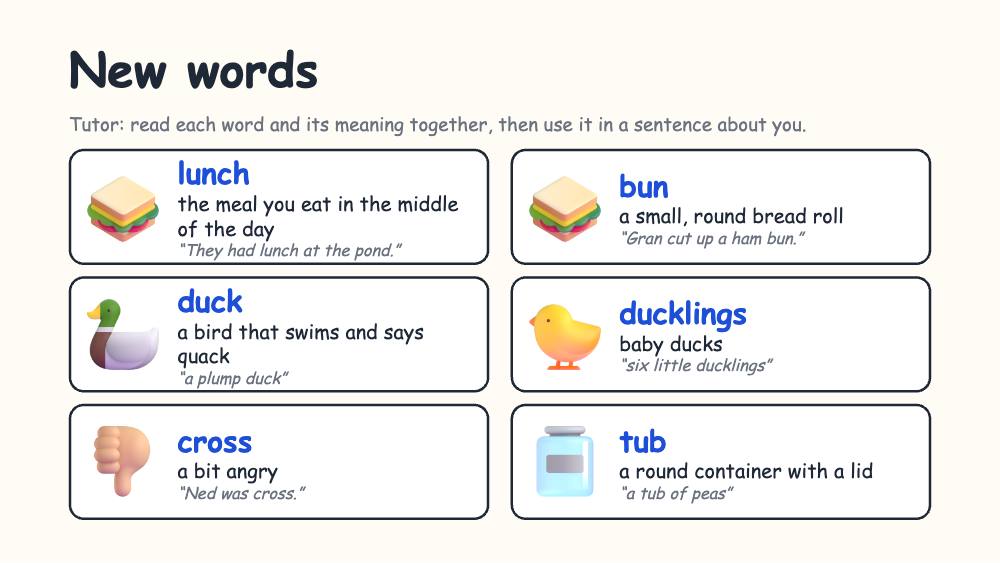 New words
Tutor: read each word and its meaning together, then use it in a sentence about you.
lunch
the meal you eat in the middle
of the day
"They had lunch at the pond."
bun
a small, round bread roll
"Gran cut up a ham bun."
duck
a bird that swims and says
quack
"a plump duck"
ducklings
baby ducks
"six little ducklings"
cross
a bit angry
"Ned was cross."
tub
a round container with a lid
"a tub of peas"